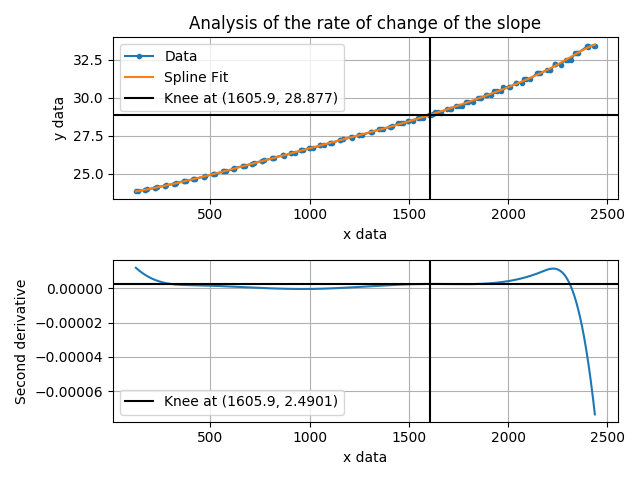 Analysis of the rate of change of the slope
32.5
30.0
27.5
25.0
y data
Data
Spline Fit
Knee at (1605.9, 28.877)
500
1000
1500
2000
2500
x data
0.00000
−0.00002
−0.00004
−0.00006
Second derivative
Knee at (1605.9, 2.4901)
500
1000
1500
2000
2500
x data